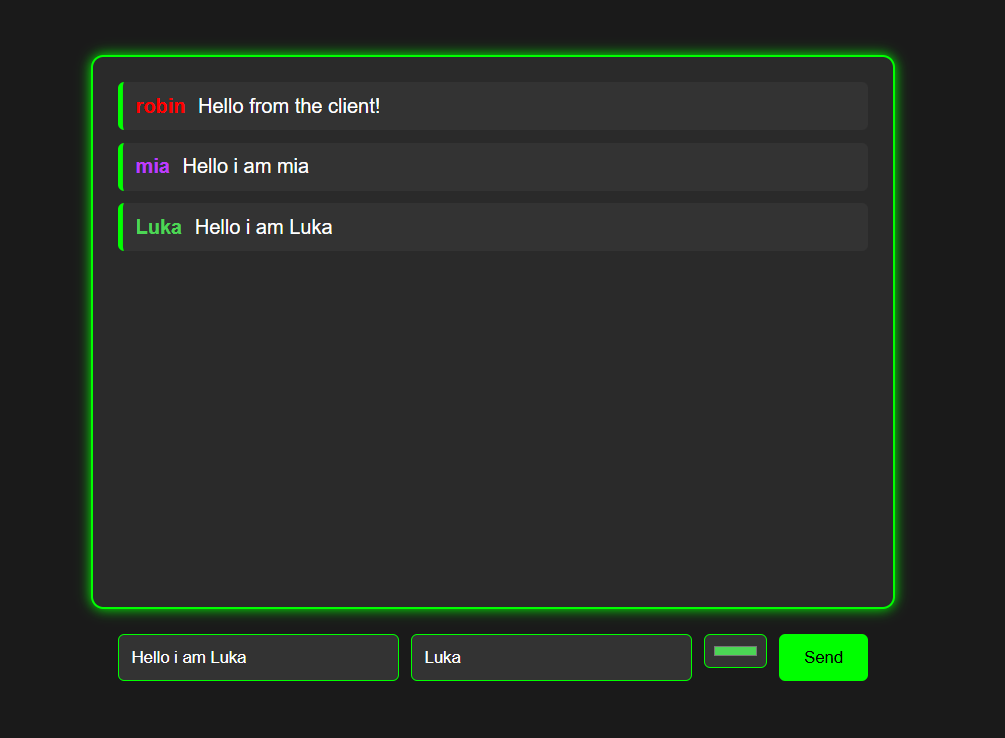 robin Hello from the client!
mia Hello i am mia
Luka Hello i am Luka
Hello i am Luka Luka Send